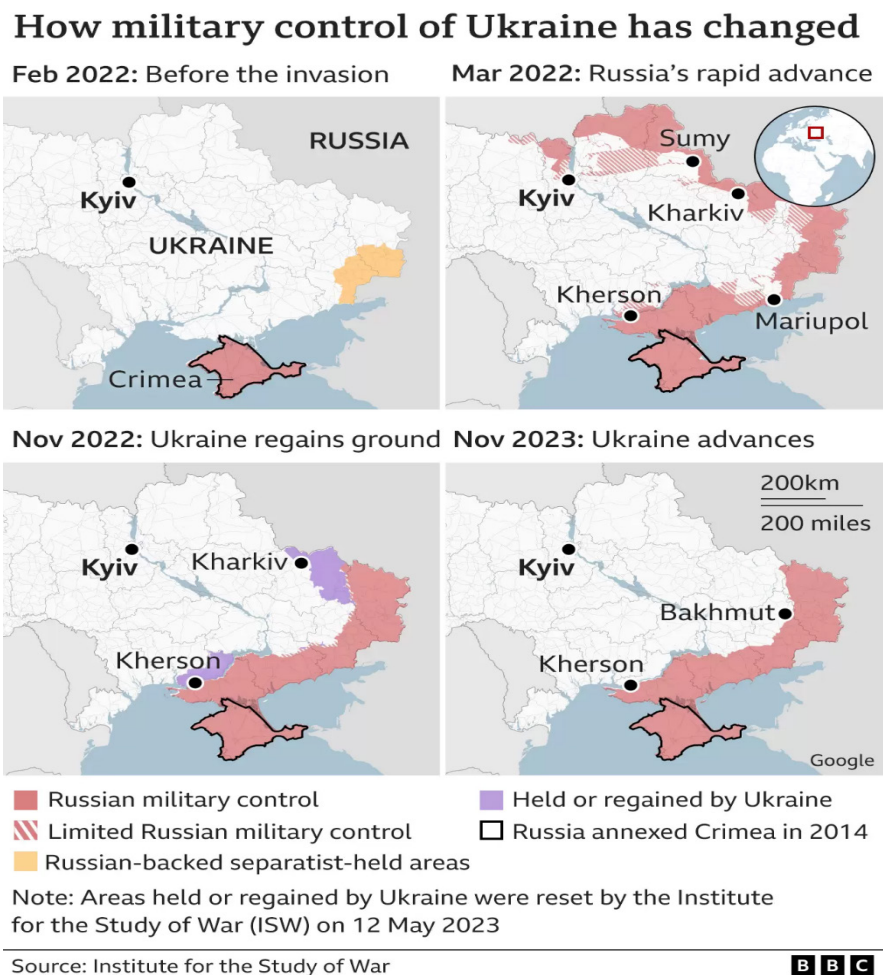 How military control of Ukraine has changed
Feb 2022: Before the invasion
Mar 2022: Russia's rapid advance
RUSSIA
Kyiv
UKRAINE
Crimea
Sumy
Kyiv
Kharkiv
Kherson
Mariupol
Nov 2022: Ukraine regains ground
Nov 2023: Ukraine advances
Kyiv
Kharkiv
Kherson
200km
200 miles
Kyiv
Bakhmut
Kherson
Google
Russian military control
Held or regained by Ukraine
Limited Russian military control
Russia annexed Crimea in 2014
Russian-backed separatist-held areas
Note: Areas held or regained by Ukraine were reset by the Institute
for the Study of War (ISW) on 12 May 2023
Source: Institute for the Study of War
BBC